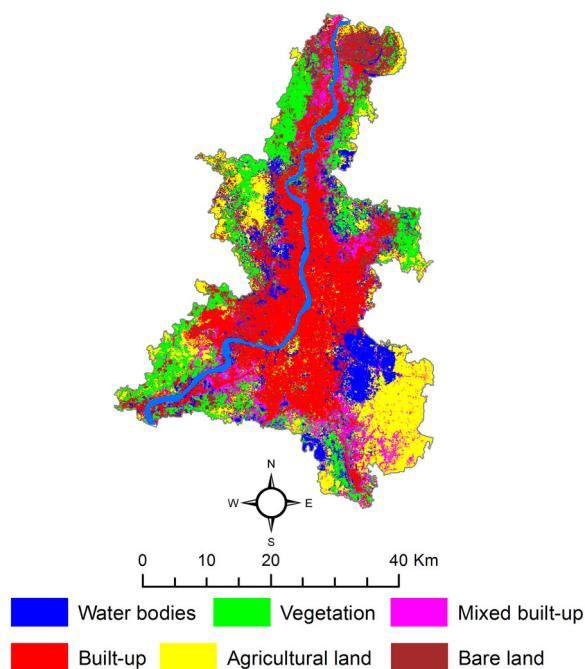 N
W E
S
0 10 20 40 Km
Water bodies Vegetation Mixed built-up
Built-up Agricultural land Bare land